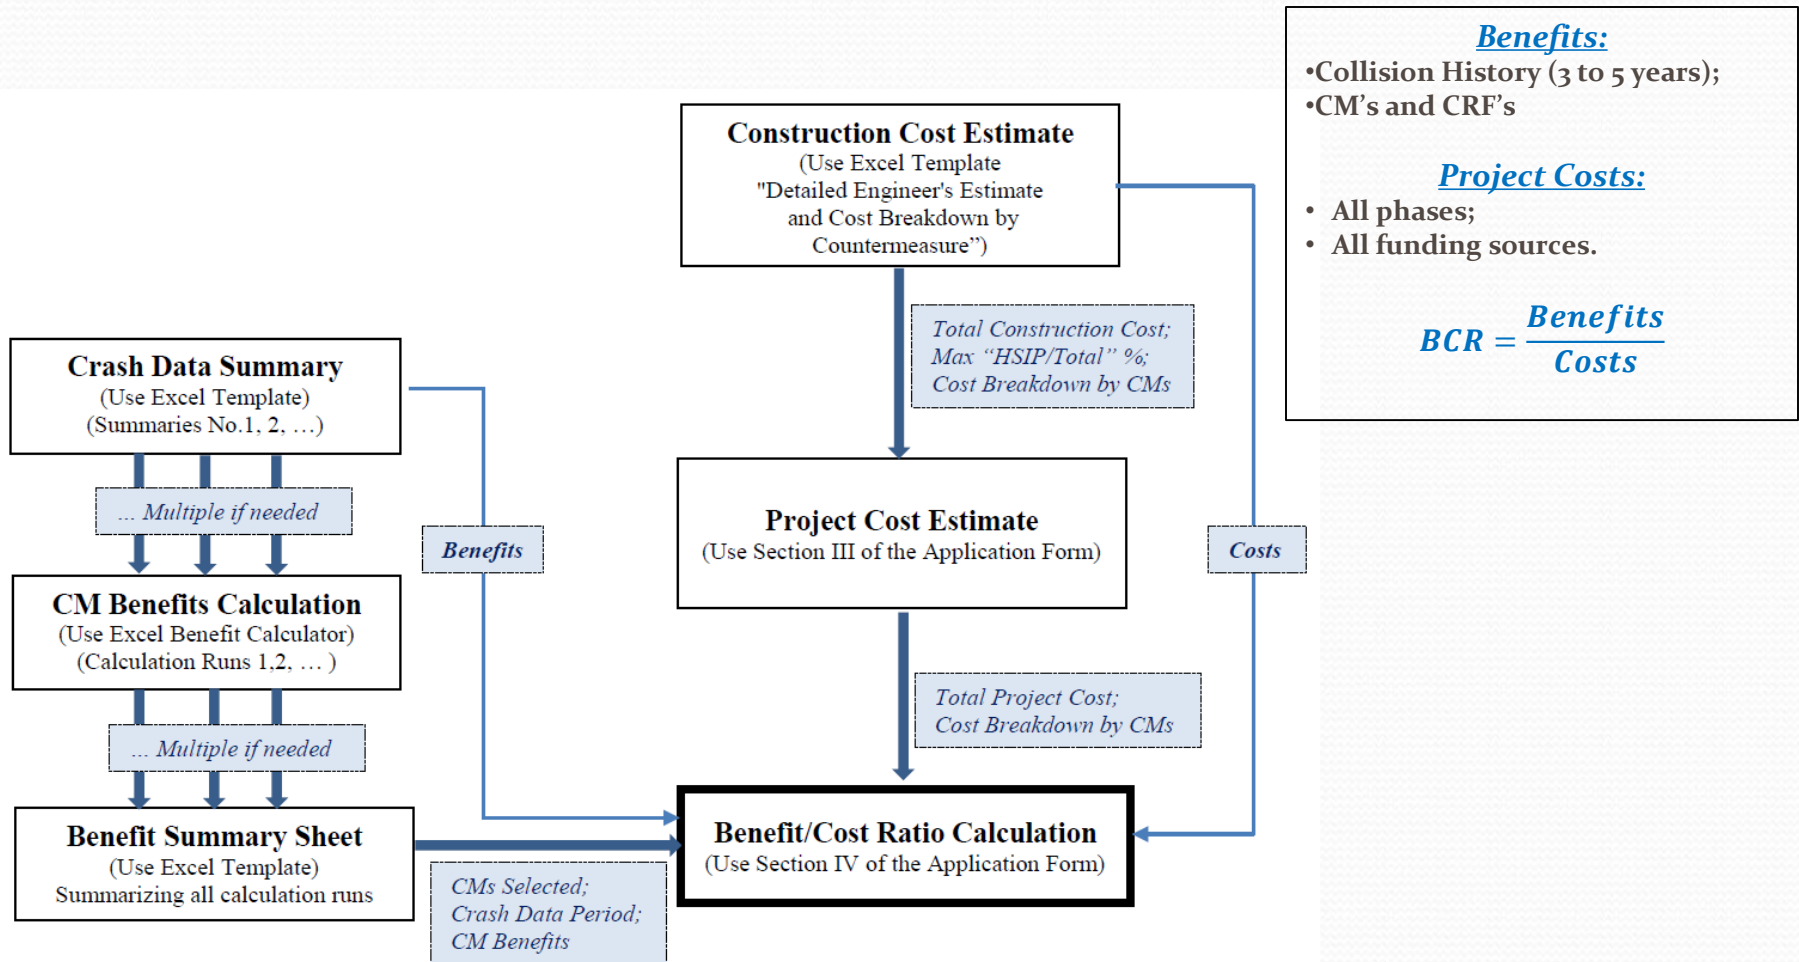 Benefits:
•Collision History (3 to 5 years);
•CM’s and CRF’s
Project Costs:
• All phases;
• All funding sources.
BCR = Benefits / Costs
Construction Cost Estimate
(Use Excel Template
"Detailed Engineer's Estimate
and Cost Breakdown by
Countermeasure”)
Total Construction Cost;
Max “HSIP/Total” %;
Cost Breakdown by CMs
Crash Data Summary
(Use Excel Template)
(Summaries No.1, 2, …)
... Multiple if needed
Benefits
Project Cost Estimate
(Use Section III of the Application Form)
Costs
CM Benefits Calculation
(Use Excel Benefit Calculator)
(Calculation Runs 1,2, … )
... Multiple if needed
Total Project Cost;
Cost Breakdown by CMs
Benefit Summary Sheet
(Use Excel Template)
Summarizing all calculation runs
Benefit/Cost Ratio Calculation
(Use Section IV of the Application Form)
CMs Selected;
Crash Data Period;
CM Benefits